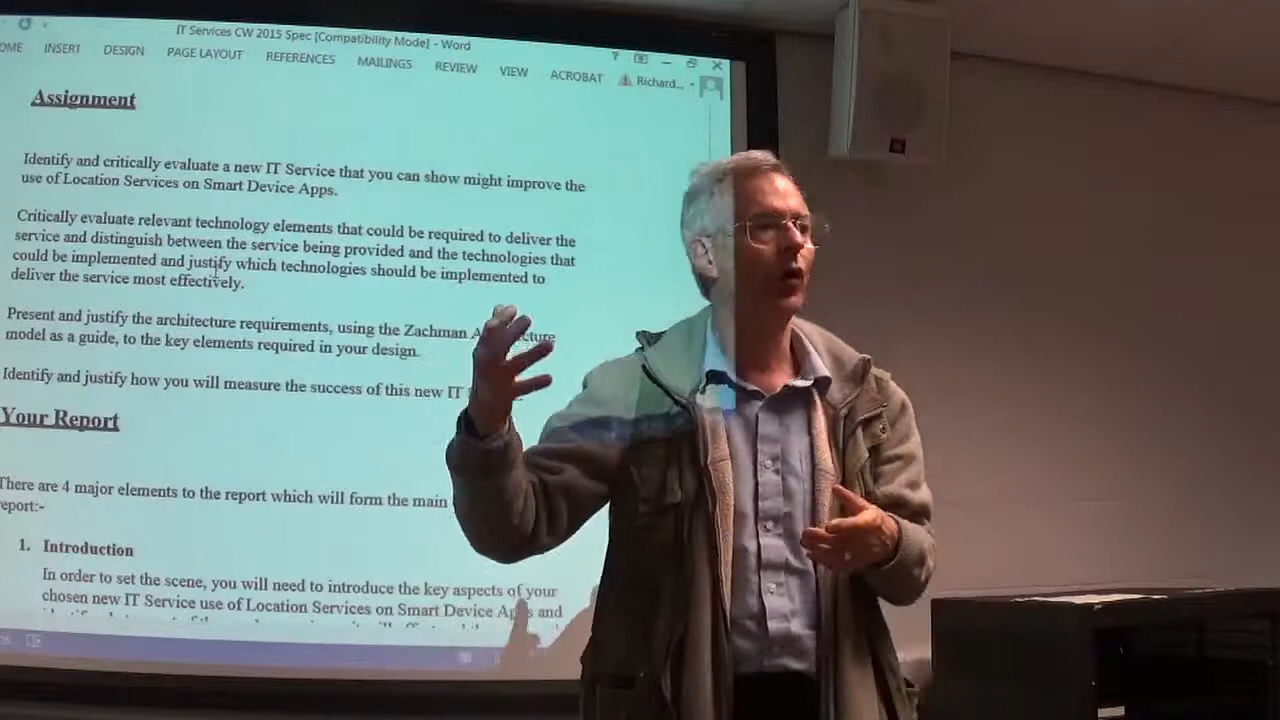 IT Services CW 2015 Spec [Compatibility Mode] - Word
OME INSERT DESIGN PAGE LAYOUT REFERENCES MAILINGS REVIEW VIEW ACROBAT Richard...
Assignment
Identify and critically evaluate a new IT Service that you can show might improve the
use of Location Services on Smart Device Apps.
Critically evaluate relevant technology elements that could be required to deliver the
service and distinguish between the service being provided and the technologies that
could be implemented and justify which technologies should be implemented to
deliver the service most effectively.
Present and justify the architecture requirements, using the Zachman
model as a guide, to the key elements required in your design.
Identify and justify how you will measure the success of this new IT
Your Report
There are 4 major elements to the report which will form the main
report:-
1. Introduction
In order to set the scene, you will need to introduce the key aspects of your
chosen new IT Service use of Location Services on Smart Device Apps and